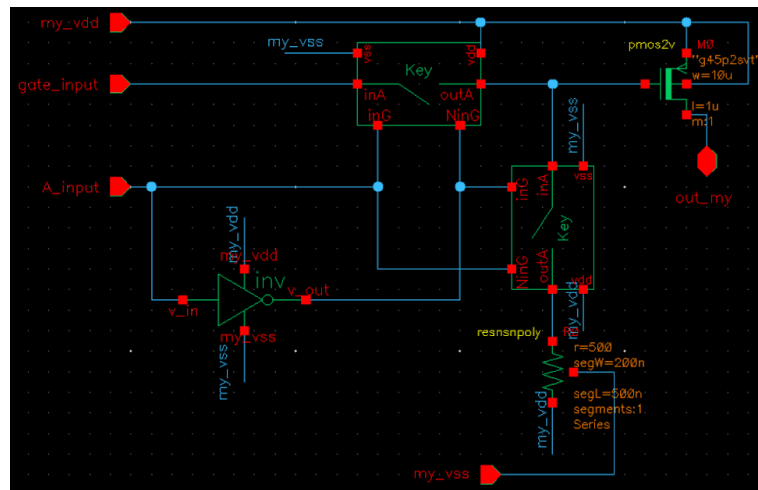 my_vdd
my_vss
vss
vdd
Key
gate_input
inA
outA
inG
NinG
pmos2v
M0
"g45p2svt"
w=10u
l=1u
m:1
out_my
my_vss
A_input
inG
inA
vss
Key
NinG
outA
vdd
my_vdd
my_vdd
my_vdd
inv
v_in
v_out
my_vss
my_vss
resnsnpoly
r=500
segW=200n
segL=500n
segments:1
Series
my_vdd
my_vss